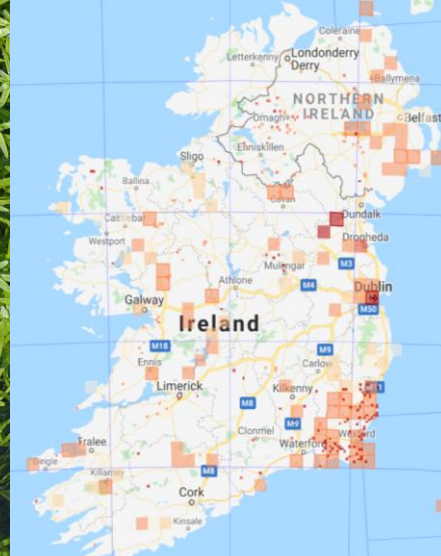 Coleraine
Letterkenny
Londonderry
Derry
Ballymena
NORTHERN
IRELAND
Omagh
Belfast
Enniskillen
Sligo
Ballina
Cavan
Dundalk
Castlebar
Drogheda
Westport
M3
Mullingar
Athlone
M4
Dublin
M50
Galway
Ireland
M18
M9
Ennis
Carlow
Limerick
Kilkenny
M11
M8
Clonmel
M9
Wexford
Waterford
Tralee
Dingle
Killarney
M8
Cork
Kinsale